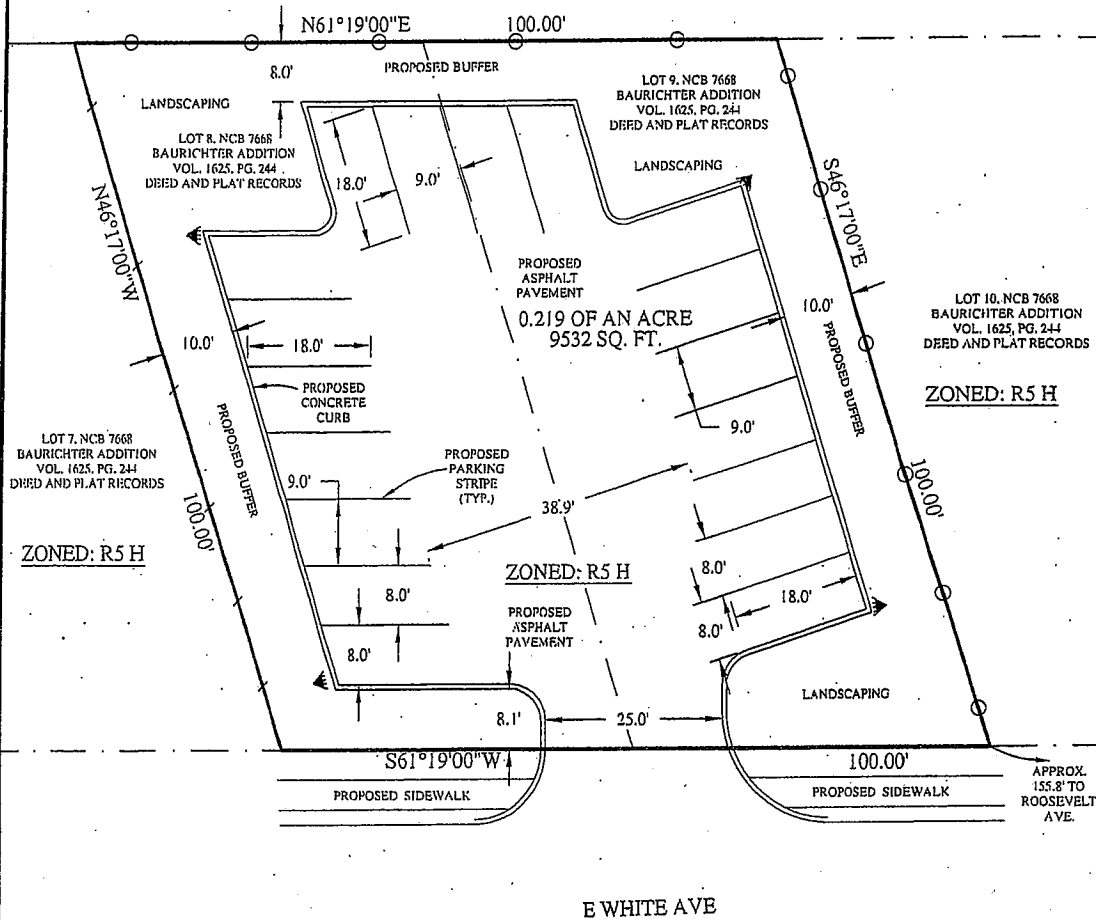 N61°19'00"E
100.00'
8.0'
PROPOSED BUFFER
LANDSCAPING
LOT 8, NCB 7668
BAURICHTER ADDITION
VOL. 1625, PG. 244
DEED AND PLAT RECORDS
LOT 9. NCB 7668
BAURICHTER ADDITION
VOL. 1625, PG. 244
DEED AND PLAT RECORDS
LANDSCAPING
18.0'
9.0'
N46°17'00"W
S46°17'00"E
PROPOSED
ASPHALT
PAVEMENT
0.219 OF AN ACRE
9532 SQ. FT.
10.0'
PROPOSED BUFFER
LOT 10, NCB 7668
BAURICHTER ADDITION
VOL. 1625, PG. 244
DEED AND PLAT RECORDS
ZONED: R5 H
10.0'
18.0'
PROPOSED
CONCRETE
CURB
PROPOSED BUFFER
9.0'
LOT 7, NCB 7668
BAURICHTER ADDITION
VOL. 1625, PG. 244
DEED AND PLAT RECORDS
ZONED: R5 H
100.00'
9.0'
PROPOSED
PARKING
STRIPE
(TYP.)
38.9'
100.00'
ZONED: R5 H
8.0'
8.0'
8.0'
18.0'
8.0'
PROPOSED
ASPHALT
PAVEMENT
LANDSCAPING
8.1'
25.0'
S61°19'00"W
100.00'
PROPOSED SIDEWALK
PROPOSED SIDEWALK
APPROX.
155.8' TO
ROOSEVELT
AVE.
E WHITE AVE